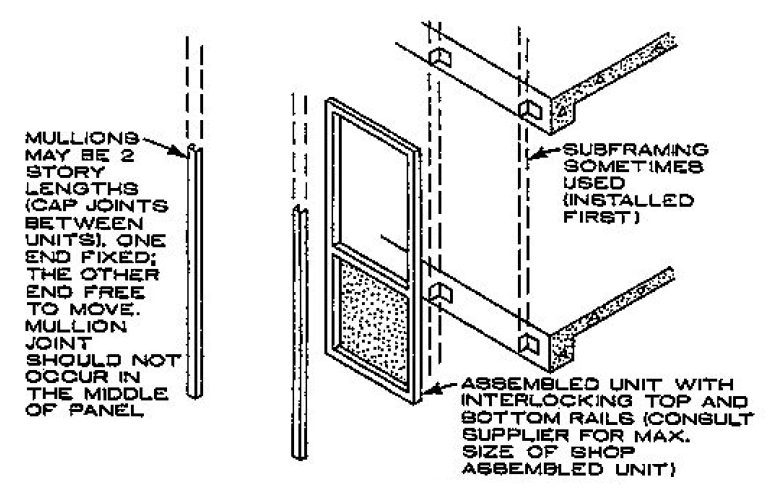 MULLIONS
MAY BE 2
STORY
LENGTHS
(CAP JOINTS
BETWEEN
UNITS). ONE
END FIXED;
THE OTHER
END FREE
TO MOVE.
MULLION
JOINT
SHOULD NOT
OCCUR IN
THE MIDDLE
OF PANEL
SUBFRAMING
SOMETIMES
USED
(INSTALLED
FIRST)
ASSEMBLED UNIT WITH
INTERLOCKING TOP AND
BOTTOM RAILS (CONSULT
SUPPLIER FOR MAX.
SIZE OF SHOP
ASSEMBLED UNIT)